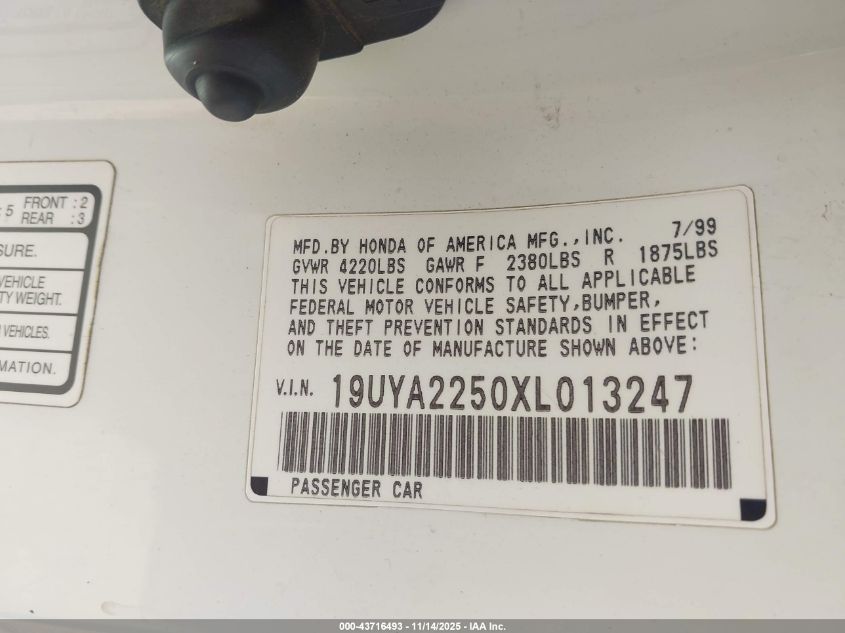 : 5 FRONT : 2
REAR : 3
SURE.
VEHICLE
TY WEIGHT.
VEHICLES.
MATION.
MFD.BY HONDA OF AMERICA MFG.,INC. 7/99
GVWR 4220LBS GAWR F 2380LBS R 1875LBS
THIS VEHICLE CONFORMS TO ALL APPLICABLE
FEDERAL MOTOR VEHICLE SAFETY,BUMPER,
AND THEFT PREVENTION STANDARDS IN EFFECT
ON THE DATE OF MANUFACTURE SHOWN ABOVE:
V.I.N. 19UYA2250XL013247
PASSENGER CAR
000-43716493 - 11/14/2025 - IAA Inc.